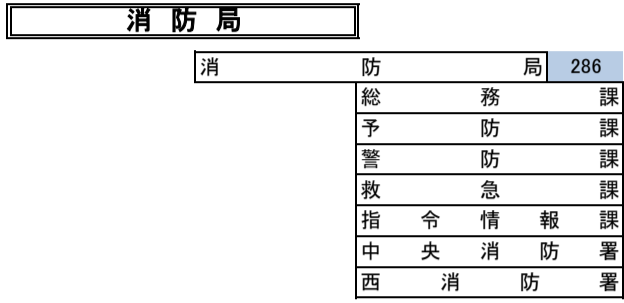 消防局
消防局 286
総務課
予防課
警防課
救急課
指令情報課
中央消防署
西消防署